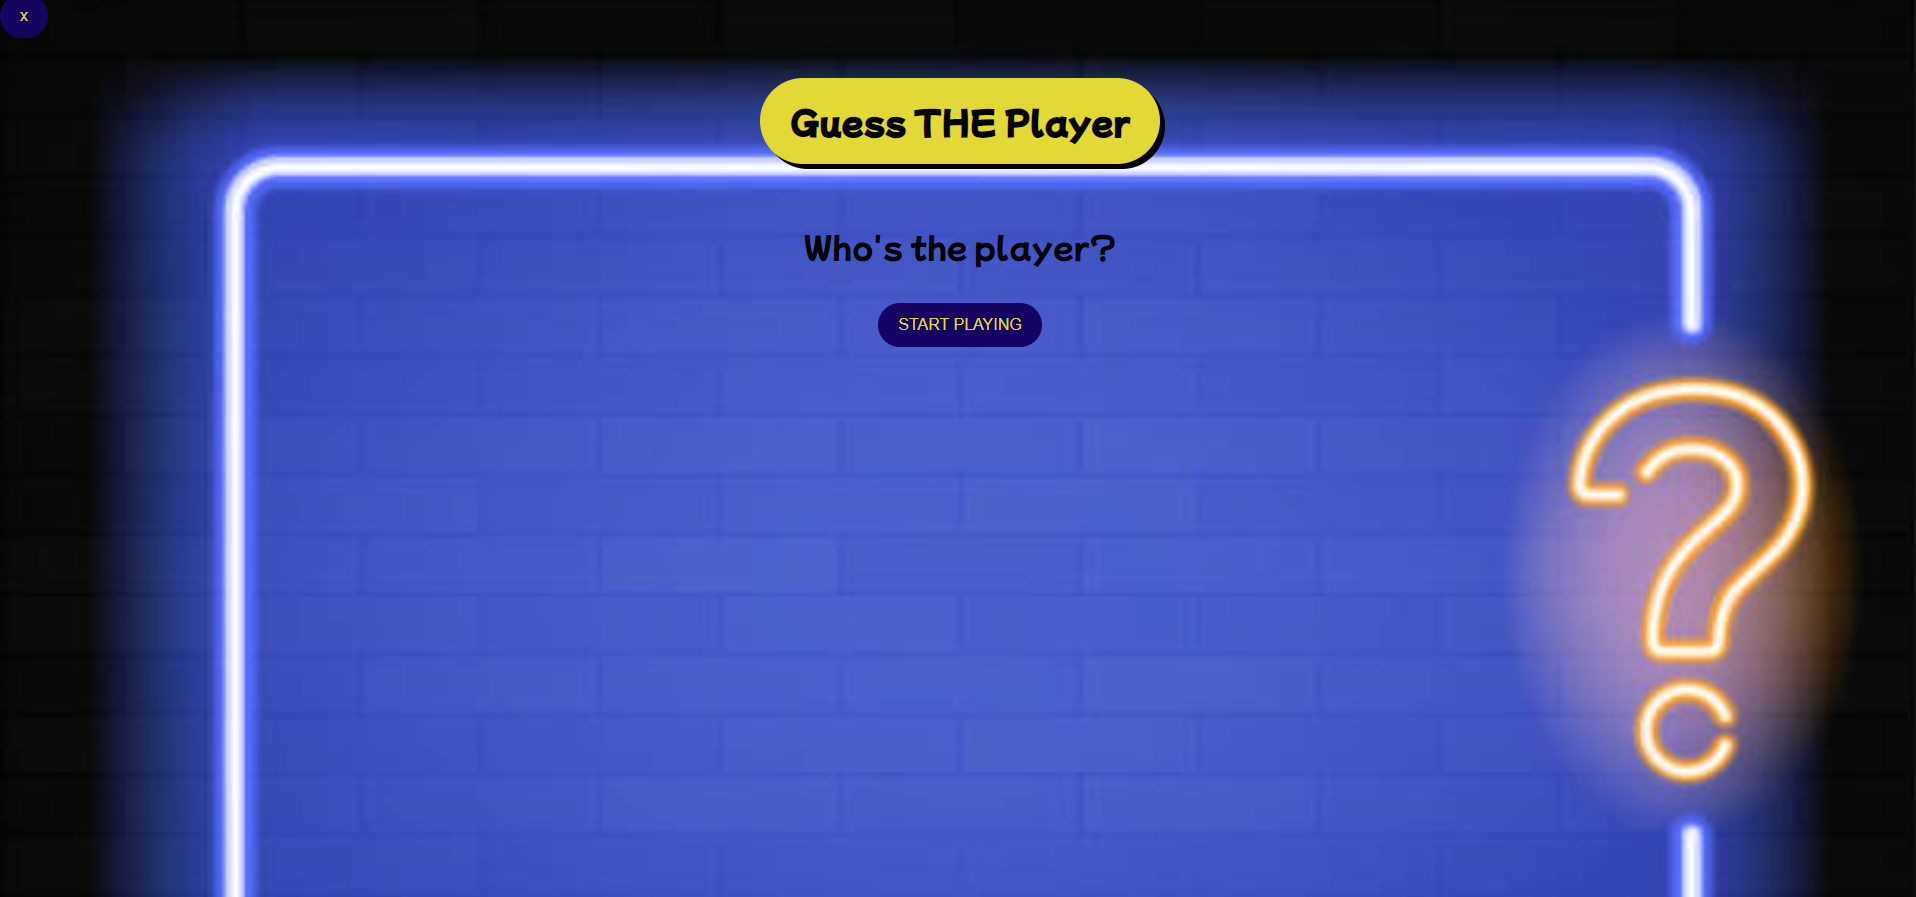 x
Guess THE Player
Who's the player?
START PLAYING